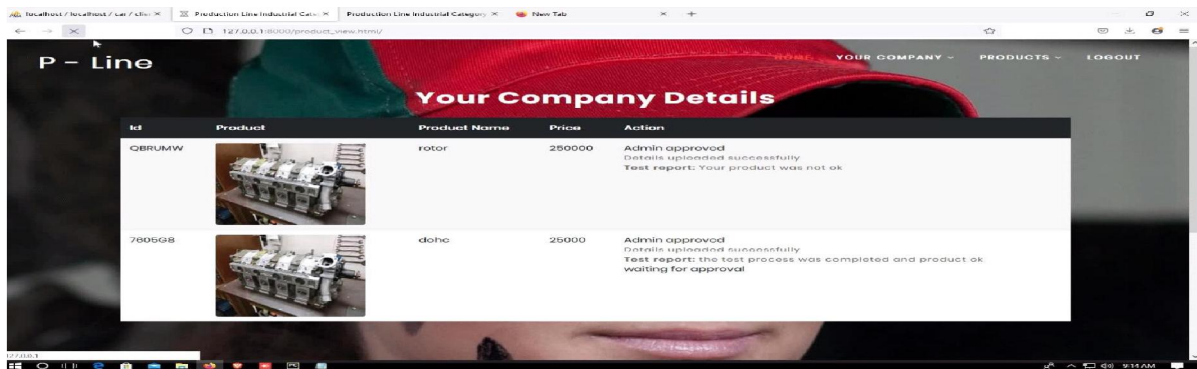 localhost / localhost / car / clien
Production Line Industrial Cate
Production Line Industrial Category
New Tab
127.0.0.1:8000/product_view.html/
P - Line
HOME
YOUR COMPANY
PRODUCTS
LOGOUT
Your Company Details
Id Product Product Name Price Action
QBRUMW rotor 250000 Admin approved
Details uploaded successfully
Test report: Your product was not ok
7605G8 dohc 25000 Admin approved
Details uploaded successfully
Test report: the test process was completed and product ok
waiting for approval
127.0.0.1
9:14 AM